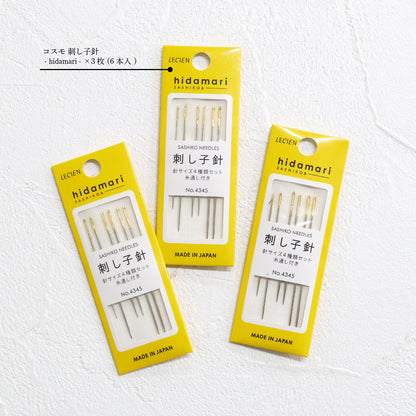 コスモ 刺し子針
- hidamari - ×3枚 (6本入)
LECIEN
hidamari
SASHIKO&
SASHIKO NEEDLES
刺し子針
針サイズ4種類セット
糸通し付き
No.4345
MADE IN JAPAN
LECIEN
hidamari
SASHIKO&
SASHIKO NEEDLES
刺し子針
針サイズ4種類セット
糸通し付き
No.4345
MADE IN JAPAN
LECIEN
hidamari
SASHIKO&
SASHIKO NEEDLES
刺し子針
針サイズ4種類セット
糸通し付き
No.4345
MADE IN JAPAN